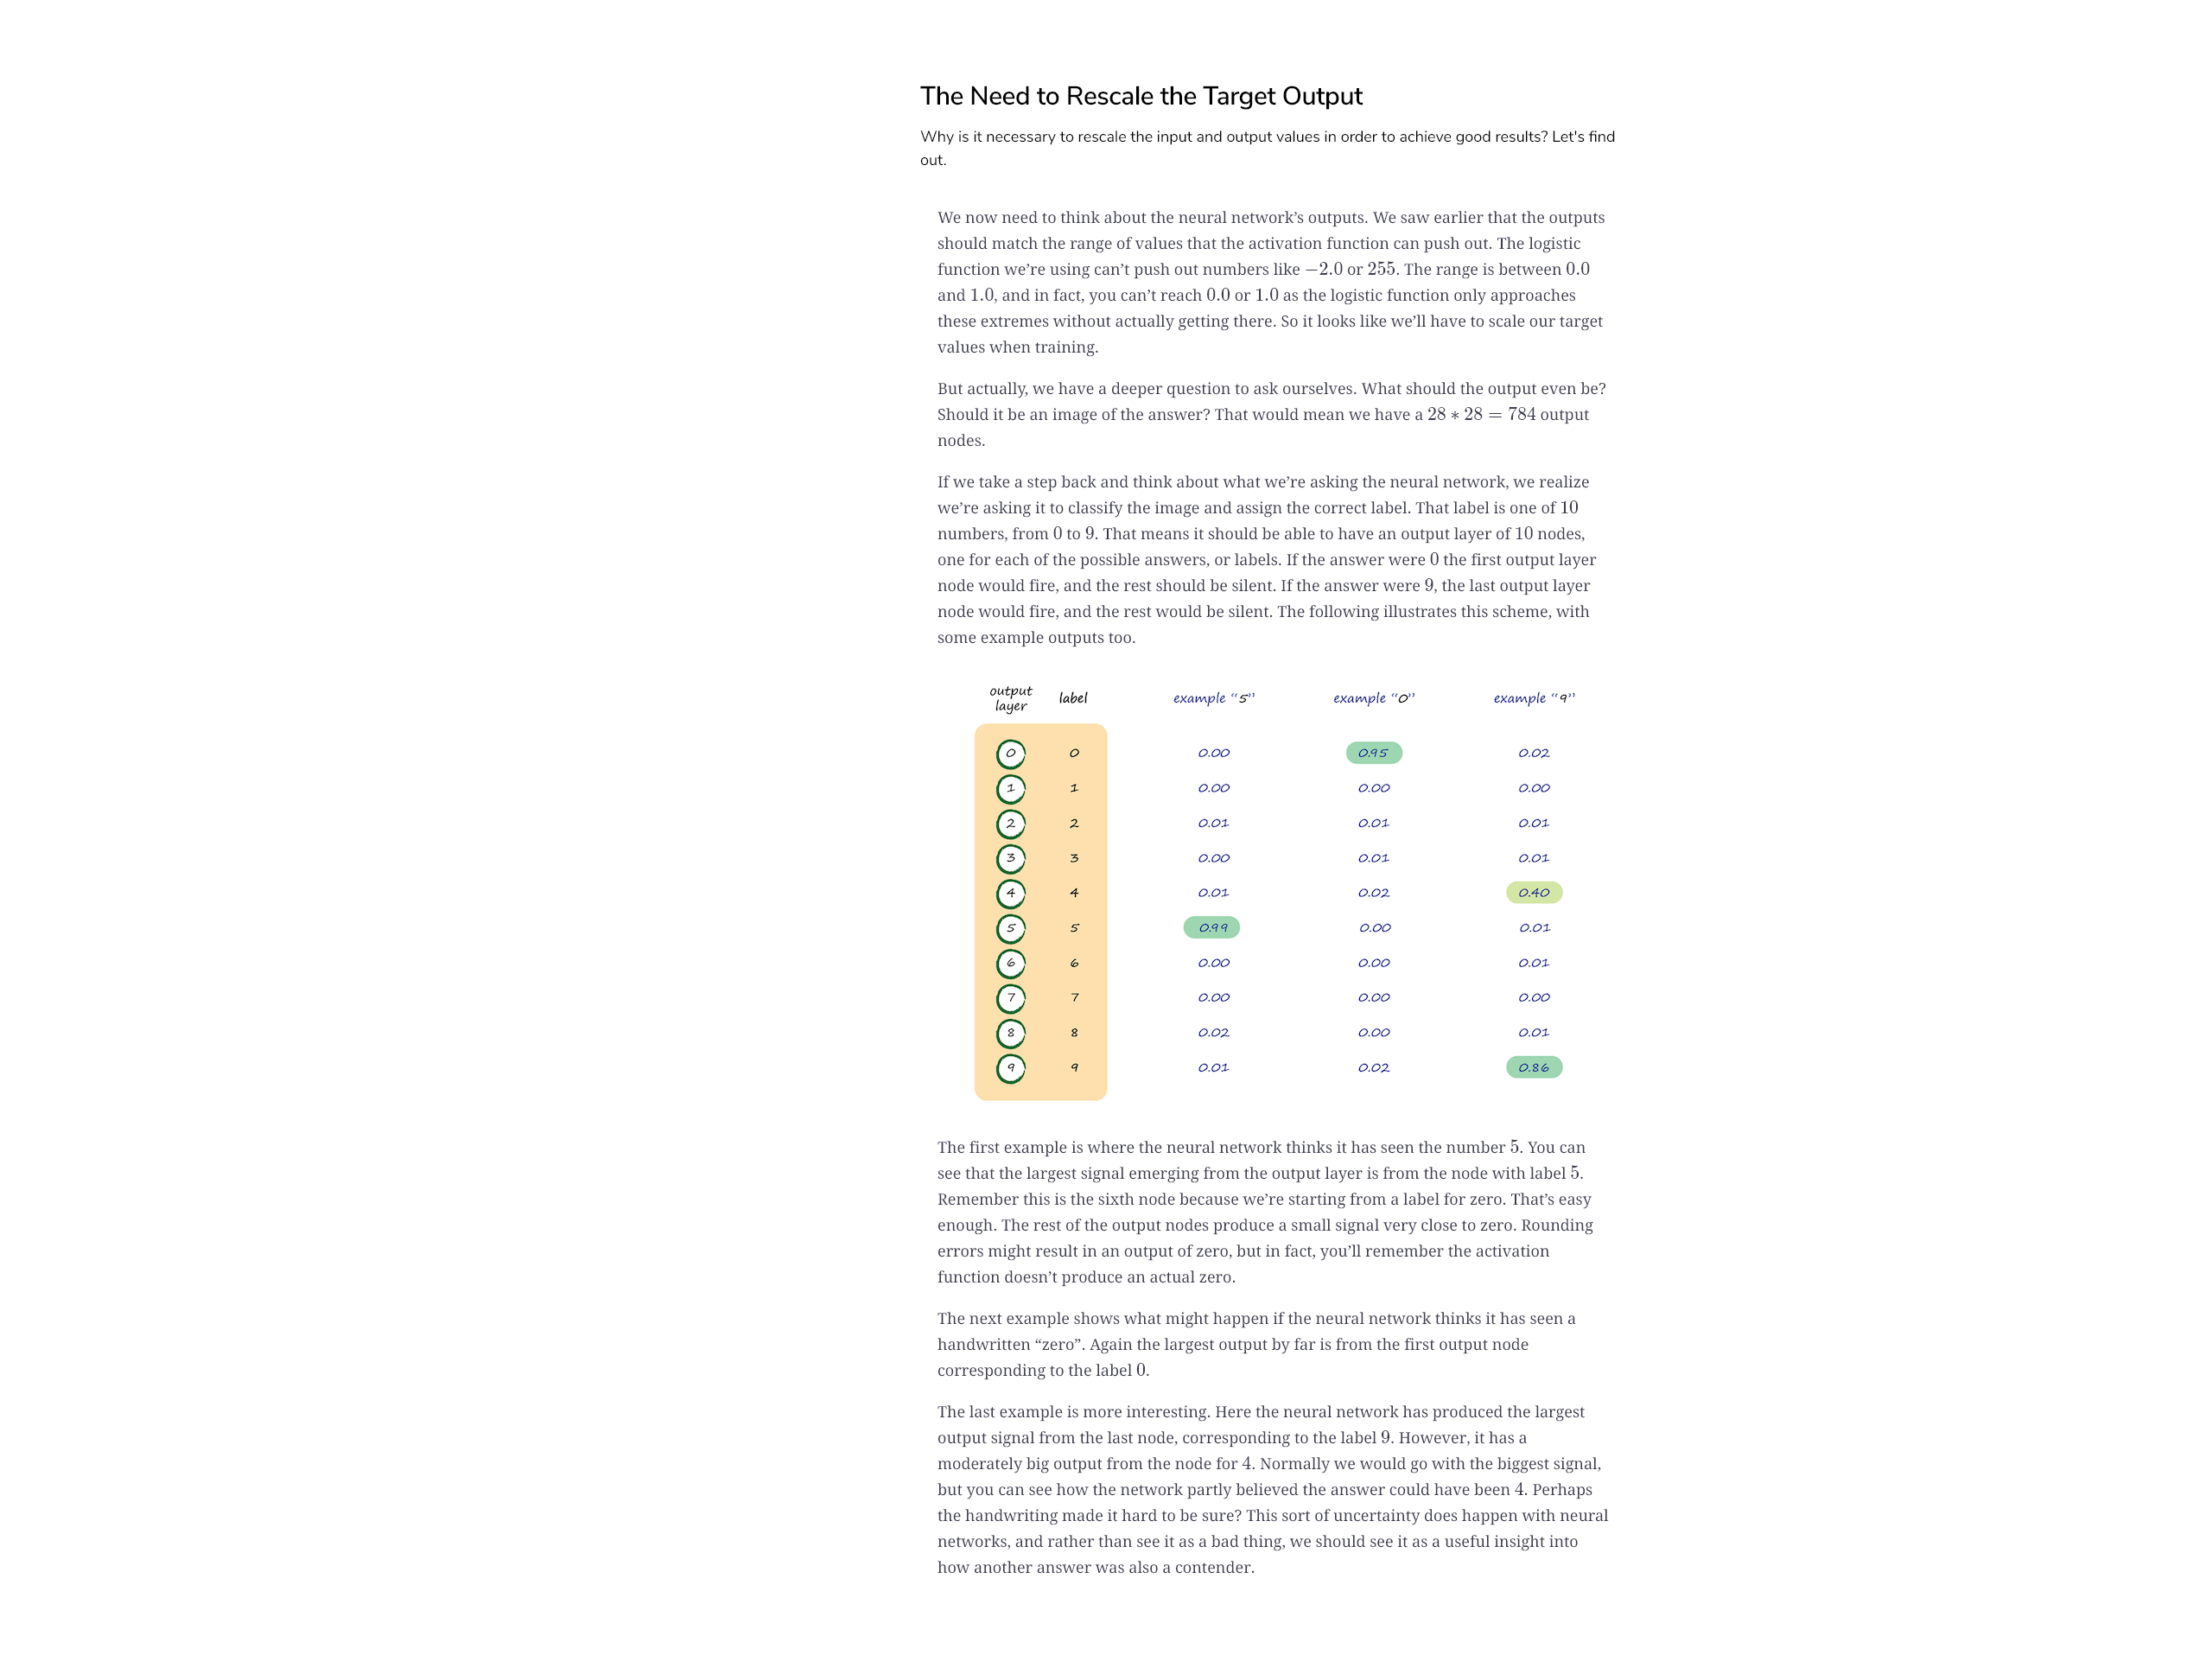 The Need to Rescale the Target Output
Why is it necessary to rescale the input and output values in order to achieve good results? Let's find
out.
We now need to think about the neural network’s outputs. We saw earlier that the outputs
should match the range of values that the activation function can push out. The logistic
function we’re using can’t push out numbers like −2.0 or 255. The range is between 0.0
and 1.0, and in fact, you can’t reach 0.0 or 1.0 as the logistic function only approaches
these extremes without actually getting there. So it looks like we’ll have to scale our target
values when training.
But actually, we have a deeper question to ask ourselves. What should the output even be?
Should it be an image of the answer? That would mean we have a 28 ∗ 28 = 784 output
nodes.
If we take a step back and think about what we’re asking the neural network, we realize
we’re asking it to classify the image and assign the correct label. That label is one of 10
numbers, from 0 to 9. That means it should be able to have an output layer of 10 nodes,
one for each of the possible answers, or labels. If the answer were 0 the first output layer
node would fire, and the rest should be silent. If the answer were 9, the last output layer
node would fire, and the rest would be silent. The following illustrates this scheme, with
some example outputs too.
output
layer label example “5” example “0” example “9”
0 0 0.00 0.95 0.02
1 1 0.00 0.00 0.00
2 2 0.01 0.01 0.01
3 3 0.00 0.01 0.01
4 4 0.01 0.02 0.40
5 5 0.99 0.00 0.01
6 6 0.00 0.00 0.01
7 7 0.00 0.00 0.00
8 8 0.02 0.00 0.01
9 9 0.01 0.02 0.86
The first example is where the neural network thinks it has seen the number 5. You can
see that the largest signal emerging from the output layer is from the node with label 5.
Remember this is the sixth node because we’re starting from a label for zero. That’s easy
enough. The rest of the output nodes produce a small signal very close to zero. Rounding
errors might result in an output of zero, but in fact, you’ll remember the activation
function doesn’t produce an actual zero.
The next example shows what might happen if the neural network thinks it has seen a
handwritten “zero”. Again the largest output by far is from the first output node
corresponding to the label 0.
The last example is more interesting. Here the neural network has produced the largest
output signal from the last node, corresponding to the label 9. However, it has a
moderately big output from the node for 4. Normally we would go with the biggest signal,
but you can see how the network partly believed the answer could have been 4. Perhaps
the handwriting made it hard to be sure? This sort of uncertainty does happen with neural
networks, and rather than see it as a bad thing, we should see it as a useful insight into
how another answer was also a contender.